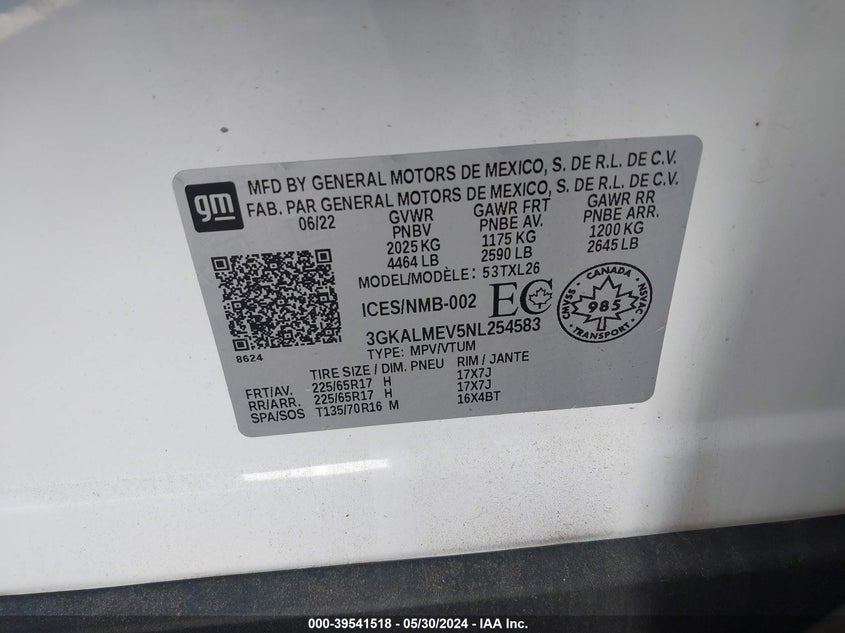 gm
MFD BY GENERAL MOTORS DE MEXICO, S. DE R.L. DE C.V.
FAB. PAR GENERAL MOTORS DE MEXICO, S. DE R.L. DE C.V.
06/22 GVWR GAWR FRT GAWR RR
PNBV PNBE AV. PNBE ARR.
2025 KG 1175 KG 1200 KG
4464 LB 2590 LB 2645 LB
MODEL/MODÈLE: 53TXL26
ICES/NMB-002 EC
CANADA
SVMAC NSVAC
985
TRANSPORT
3GKALMEV5NL254583
8624
TYPE: MPV/VTUM
TIRE SIZE / DIM. PNEU RIM / JANTE
FRT/AV. 225/65R17 H 17X7J
RR/ARR. 225/65R17 H 17X7J
SPA/SOS T135/70R16 M 16X4BT
000-39541518 - 05/30/2024 - IAA Inc.